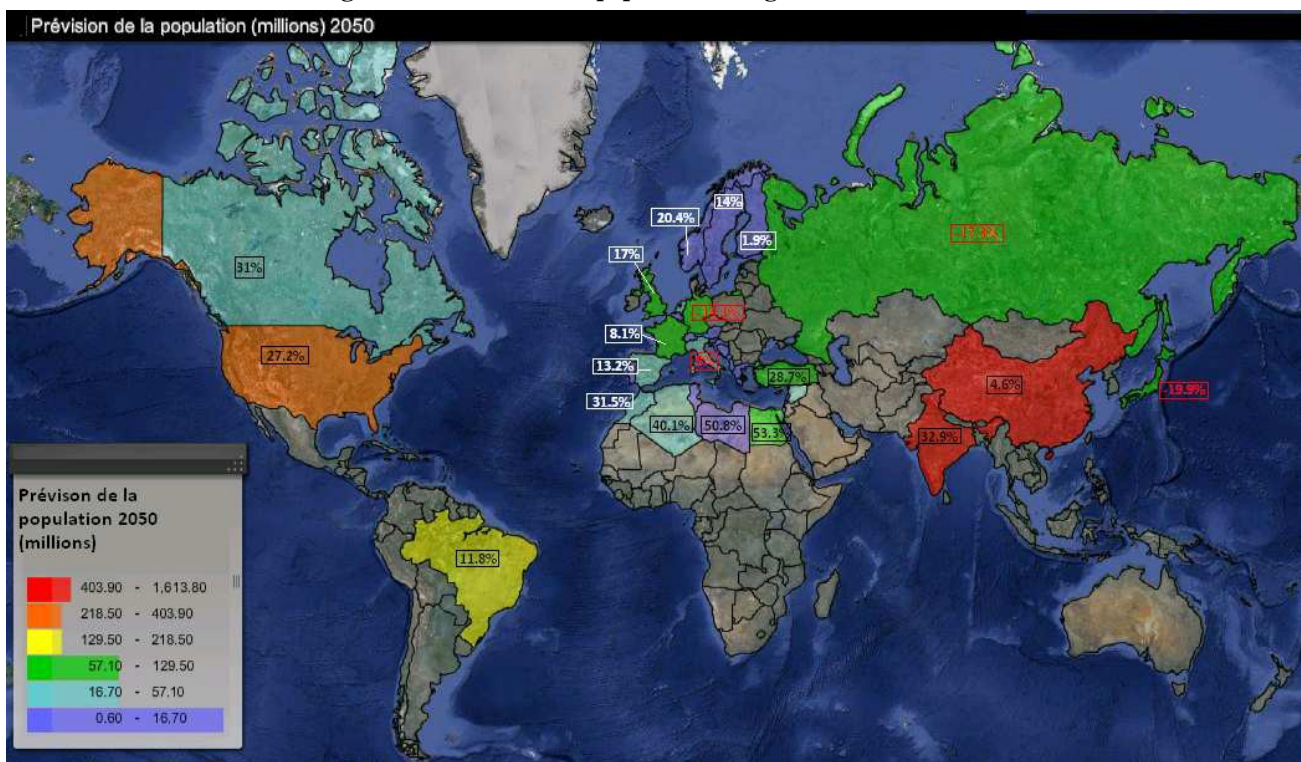 Prévision de la population (millions) 2050
14%
20.4%
1.9%
17%
31%
8.1%
27.2%
13.2%
28.7%
4.6%
-19.9%
31.5%
40.1%
50.8%
53.3%
32.9%
11.8%
Prévison de la
population 2050
(millions)
403.90 - 1,613.80
218.50 - 403.90
129.50 - 218.50
57.10 - 129.50
16.70 - 57.10
0.60 - 16.70